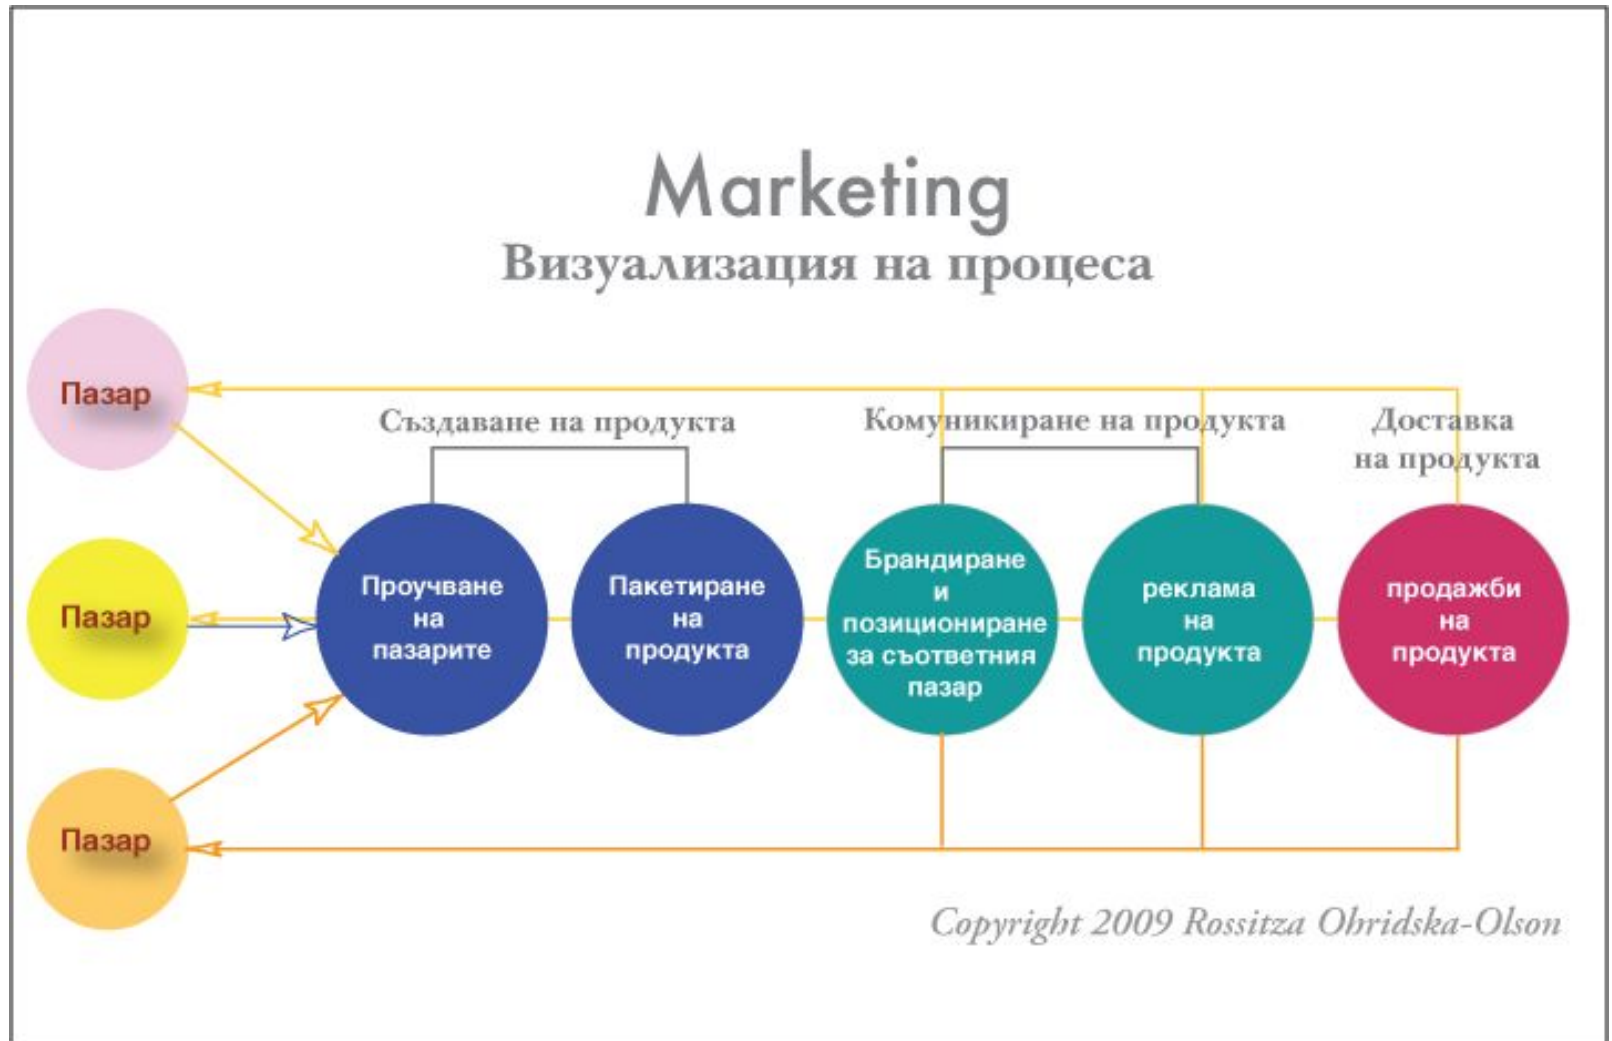 Marketing
Визуализация на процеса
Пазар
Създаване на продукта
Комуникиране на продукта
Доставка
на продукта
Пазар
Проучване
на
пазарите
Пакетиране
на
продукта
Брандиране
и
позициониране
за съответния
пазар
реклама
на
продукта
продажби
на
продукта
Пазар
Copyright 2009 Rossitza Ohridska-Olson